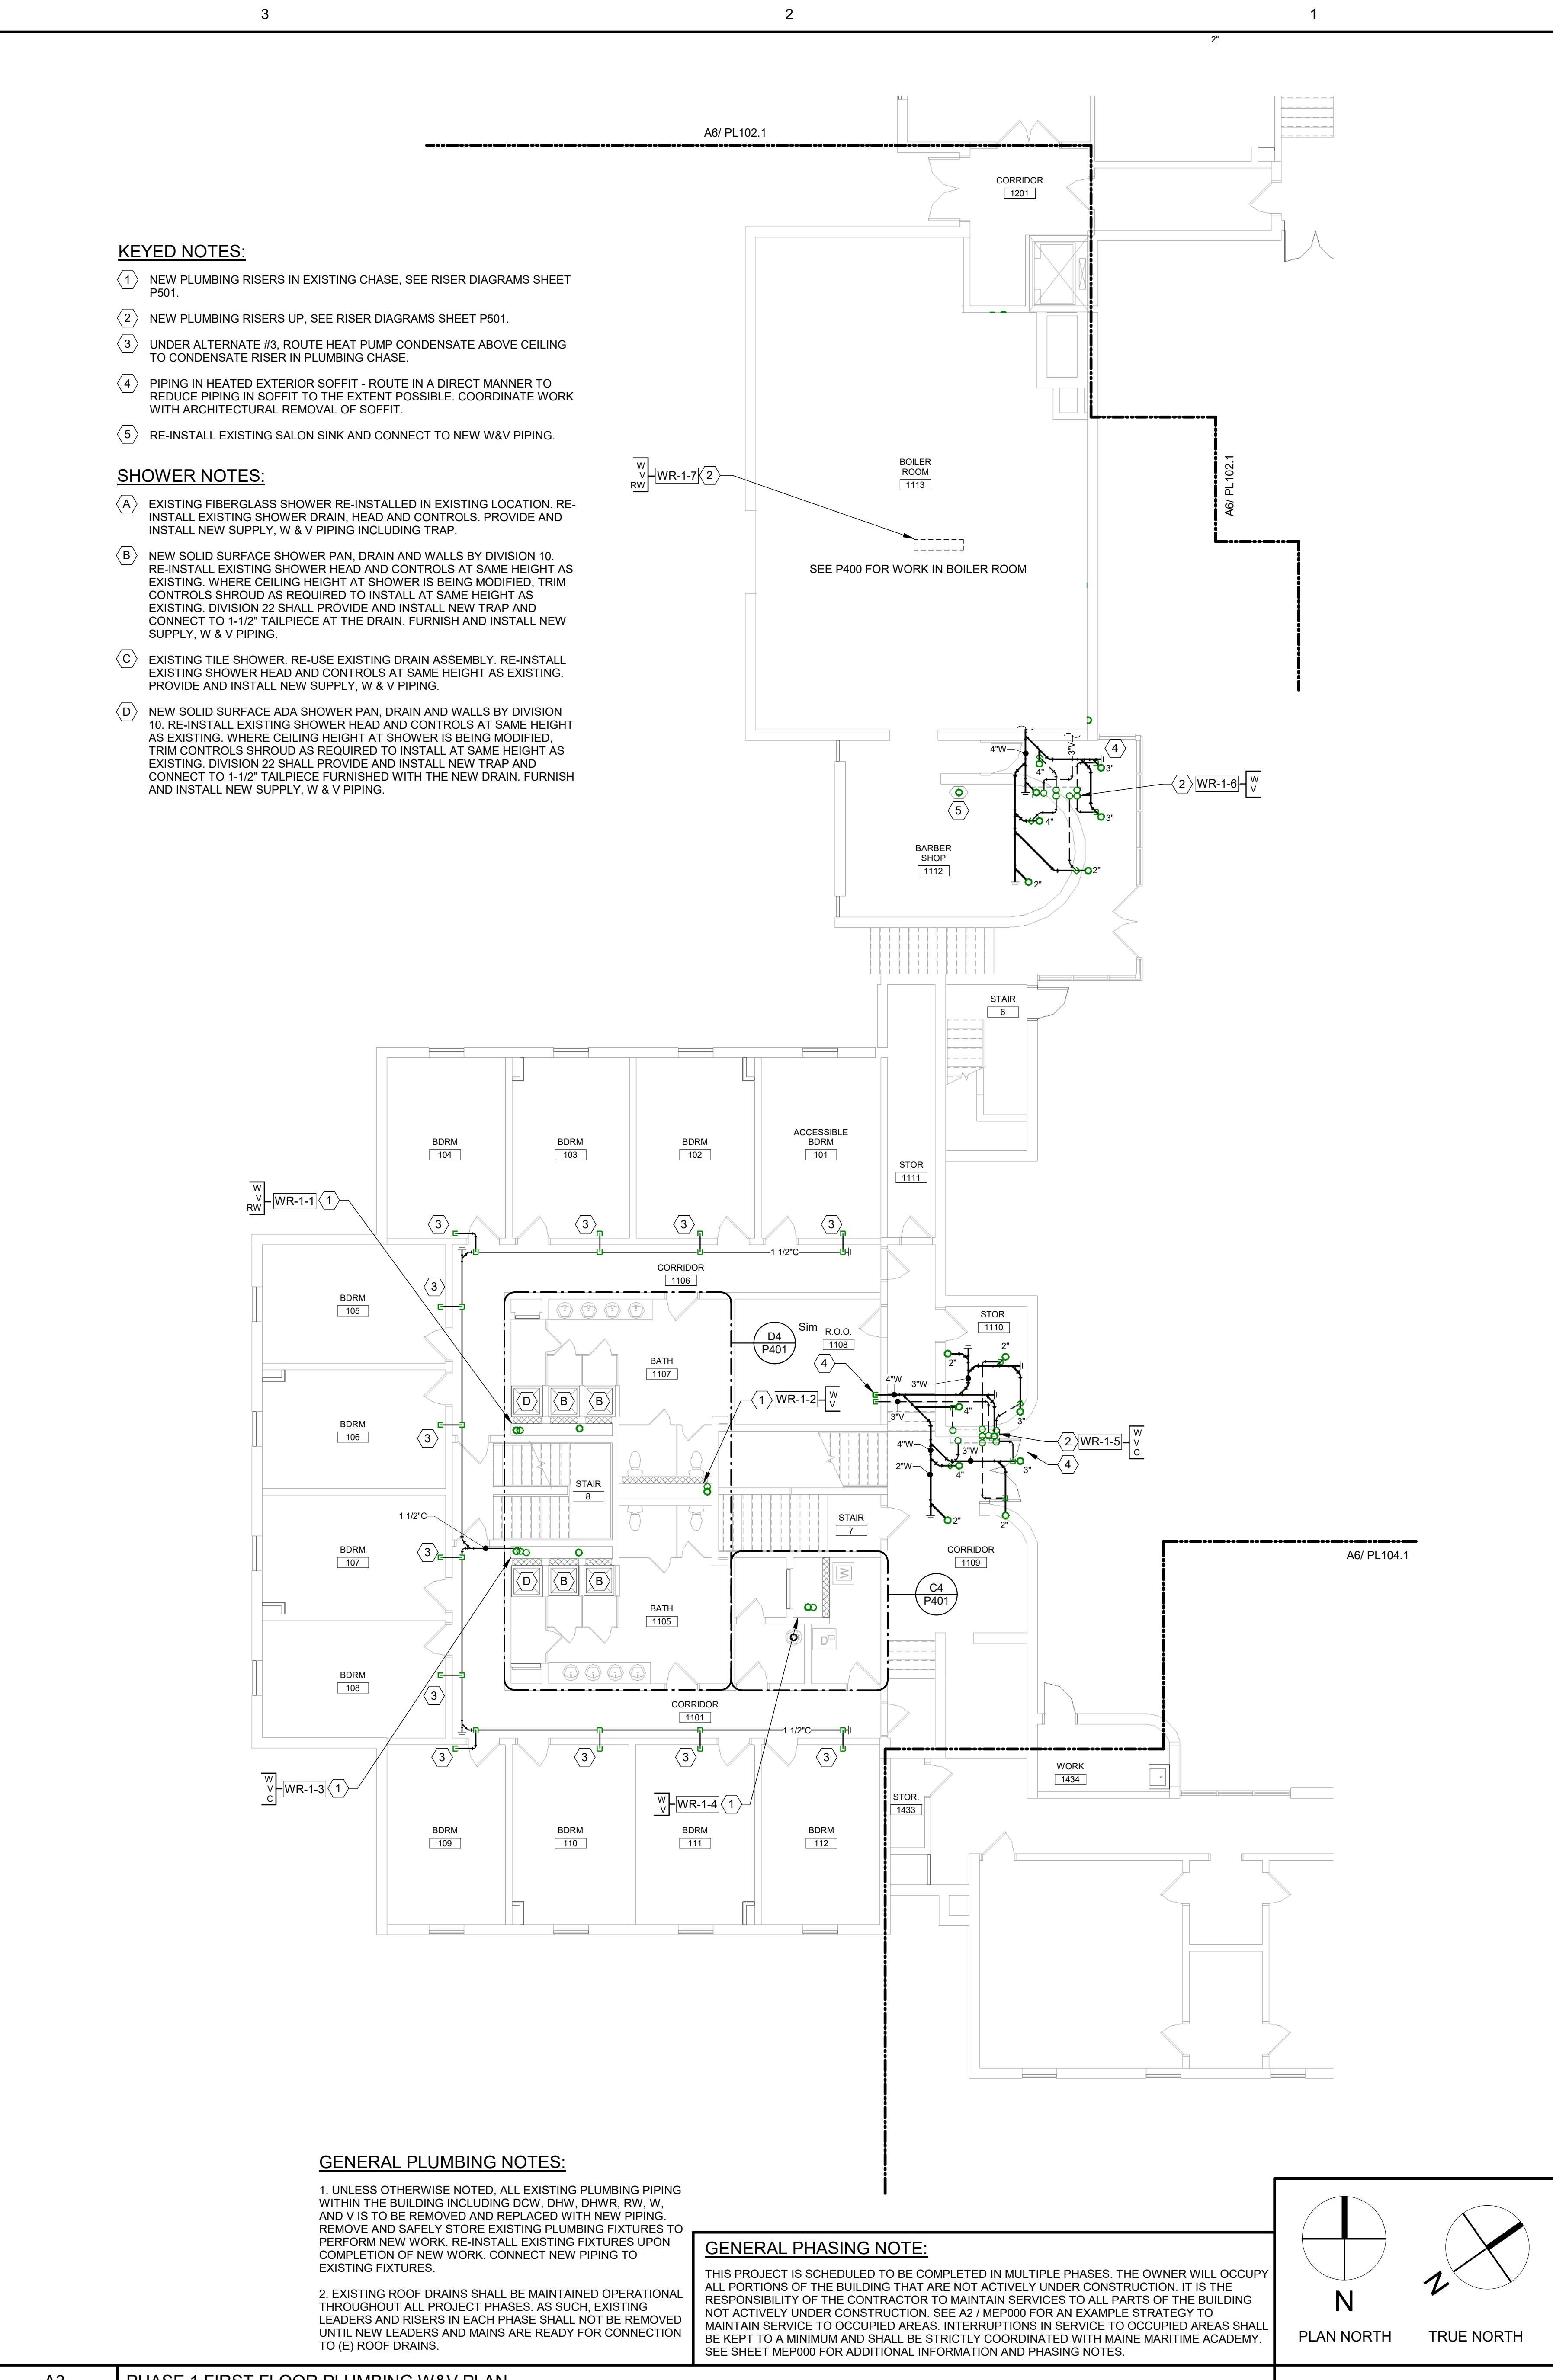 3
2
1
2"
A6/ PL102.1
CORRIDOR
1201
KEYED NOTES:
1 NEW PLUMBING RISERS IN EXISTING CHASE, SEE RISER DIAGRAMS SHEET
P501.
2 NEW PLUMBING RISERS UP, SEE RISER DIAGRAMS SHEET P501.
3 UNDER ALTERNATE #3, ROUTE HEAT PUMP CONDENSATE ABOVE CEILING
TO CONDENSATE RISER IN PLUMBING CHASE.
4 PIPING IN HEATED EXTERIOR SOFFIT - ROUTE IN A DIRECT MANNER TO
REDUCE PIPING IN SOFFIT TO THE EXTENT POSSIBLE. COORDINATE WORK
WITH ARCHITECTURAL REMOVAL OF SOFFIT.
5 RE-INSTALL EXISTING SALON SINK AND CONNECT TO NEW W&V PIPING.
SHOWER NOTES:
A EXISTING FIBERGLASS SHOWER RE-INSTALLED IN EXISTING LOCATION. RE-
INSTALL EXISTING SHOWER DRAIN, HEAD AND CONTROLS. PROVIDE AND
INSTALL NEW SUPPLY, W & V PIPING INCLUDING TRAP.
B NEW SOLID SURFACE SHOWER PAN, DRAIN AND WALLS BY DIVISION 10.
RE-INSTALL EXISTING SHOWER HEAD AND CONTROLS AT SAME HEIGHT AS
EXISTING. WHERE CEILING HEIGHT AT SHOWER IS BEING MODIFIED, TRIM
CONTROLS SHROUD AS REQUIRED TO INSTALL AT SAME HEIGHT AS
EXISTING. DIVISION 22 SHALL PROVIDE AND INSTALL NEW TRAP AND
CONNECT TO 1-1/2" TAILPIECE AT THE DRAIN. FURNISH AND INSTALL NEW
SUPPLY, W & V PIPING.
C EXISTING TILE SHOWER. RE-USE EXISTING DRAIN ASSEMBLY. RE-INSTALL
EXISTING SHOWER HEAD AND CONTROLS AT SAME HEIGHT AS EXISTING.
PROVIDE AND INSTALL NEW SUPPLY, W & V PIPING.
D NEW SOLID SURFACE ADA SHOWER PAN, DRAIN AND WALLS BY DIVISION
10. RE-INSTALL EXISTING SHOWER HEAD AND CONTROLS AT SAME HEIGHT
AS EXISTING. WHERE CEILING HEIGHT AT SHOWER IS BEING MODIFIED,
TRIM CONTROLS SHROUD AS REQUIRED TO INSTALL AT SAME HEIGHT AS
EXISTING. DIVISION 22 SHALL PROVIDE AND INSTALL NEW TRAP AND
CONNECT TO 1-1/2" TAILPIECE FURNISHED WITH THE NEW DRAIN. FURNISH
AND INSTALL NEW SUPPLY, W & V PIPING.
W
V
RW
WR-1-7
2
BOILER
ROOM
1113
A6/ PL102.1
SEE P400 FOR WORK IN BOILER ROOM
4"W
3"V
4
4"
3"
2
WR-1-6
W
V
5
4"
3"
BARBER
SHOP
1112
2"
2"
STAIR
6
BDRM
104
BDRM
103
BDRM
102
ACCESSIBLE
BDRM
101
STOR
1111
W
V
RW
WR-1-1
1
3
3
3
3
1 1/2"C
CORRIDOR
1106
3
BDRM
105
STOR.
1110
Sim
R.O.O.
1108
D4
P401
BATH
1107
4
2"
2"
4"W
3"W
D
B
B
1
WR-1-2
W
V
3"V
4"
3"
BDRM
106
3
2
WR-1-5
W
V
C
4"W
3"W
2"W
4"
3"
4
STAIR
8
1 1/2"C
STAIR
7
2"
2"
BDRM
107
3
CORRIDOR
1109
A6/ PL104.1
D
B
B
W
C4
P401
BATH
1105
D
BDRM
108
3
CORRIDOR
1101
1 1/2"C
3
3
3
3
WORK
1434
W
V
C
WR-1-3
1
W
V
WR-1-4
1
STOR.
1433
BDRM
109
BDRM
110
BDRM
111
BDRM
112
GENERAL PLUMBING NOTES:
1. UNLESS OTHERWISE NOTED, ALL EXISTING PLUMBING PIPING
WITHIN THE BUILDING INCLUDING DCW, DHW, DHWR, RW, W,
AND V IS TO BE REMOVED AND REPLACED WITH NEW PIPING.
REMOVE AND SAFELY STORE EXISTING PLUMBING FIXTURES TO
PERFORM NEW WORK. RE-INSTALL EXISTING FIXTURES UPON
COMPLETION OF NEW WORK. CONNECT NEW PIPING TO
EXISTING FIXTURES.
2. EXISTING ROOF DRAINS SHALL BE MAINTAINED OPERATIONAL
THROUGHOUT ALL PROJECT PHASES. AS SUCH, EXISTING
LEADERS AND RISERS IN EACH PHASE SHALL NOT BE REMOVED
UNTIL NEW LEADERS AND MAINS ARE READY FOR CONNECTION
TO (E) ROOF DRAINS.
GENERAL PHASING NOTE:
THIS PROJECT IS SCHEDULED TO BE COMPLETED IN MULTIPLE PHASES. THE OWNER WILL OCCUPY
ALL PORTIONS OF THE BUILDING THAT ARE NOT ACTIVELY UNDER CONSTRUCTION. IT IS THE
RESPONSIBILITY OF THE CONTRACTOR TO MAINTAIN SERVICES TO ALL PARTS OF THE BUILDING
NOT ACTIVELY UNDER CONSTRUCTION. SEE A2 / MEP000 FOR AN EXAMPLE STRATEGY TO
MAINTAIN SERVICE TO OCCUPIED AREAS. INTERRUPTIONS IN SERVICE TO OCCUPIED AREAS SHALL
BE KEPT TO A MINIMUM AND SHALL BE STRICTLY COORDINATED WITH MAINE MARITIME ACADEMY.
SEE SHEET MEP000 FOR ADDITIONAL INFORMATION AND PHASING NOTES.
N
PLAN NORTH
N
TRUE NORTH
PHASE 1 FIRST FLOOR PLUMBING W&V PLAN